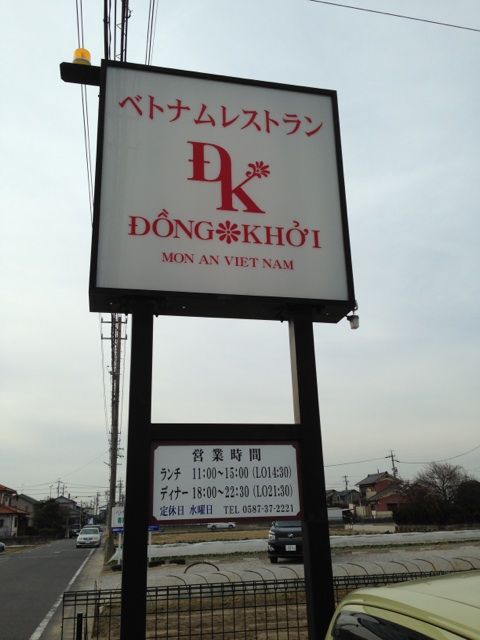 ベトナムレストラン
ĐK
ĐỒNG KHỞI
MON AN VIET NAM
営業時間
ランチ 11:00〜15:00 (LO14:30)
ディナー 18:00〜22:30 (LO21:30)
定休日 水曜日 TEL 0587-37-2221